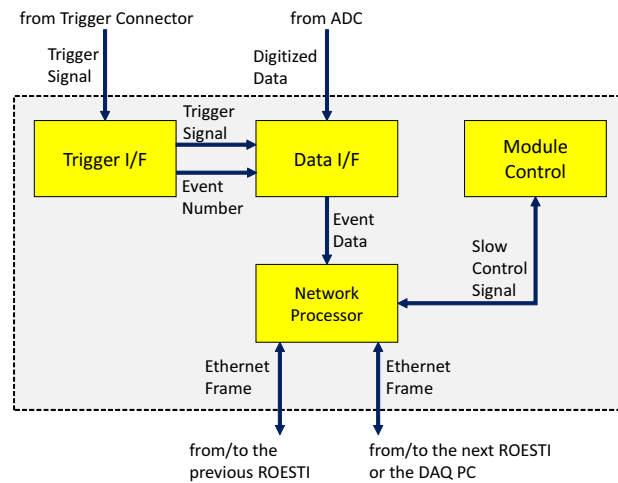 from Trigger Connector
from ADC
Trigger
Signal
Digitized
Data
Trigger
Signal
Trigger I/F
Data I/F
Module
Control
Event
Number
Event
Data
Slow
Control
Signal
Network
Processor
Ethernet
Frame
Ethernet
Frame
from/to the
previous ROESTI
from/to the next ROESTI
or the DAQ PC